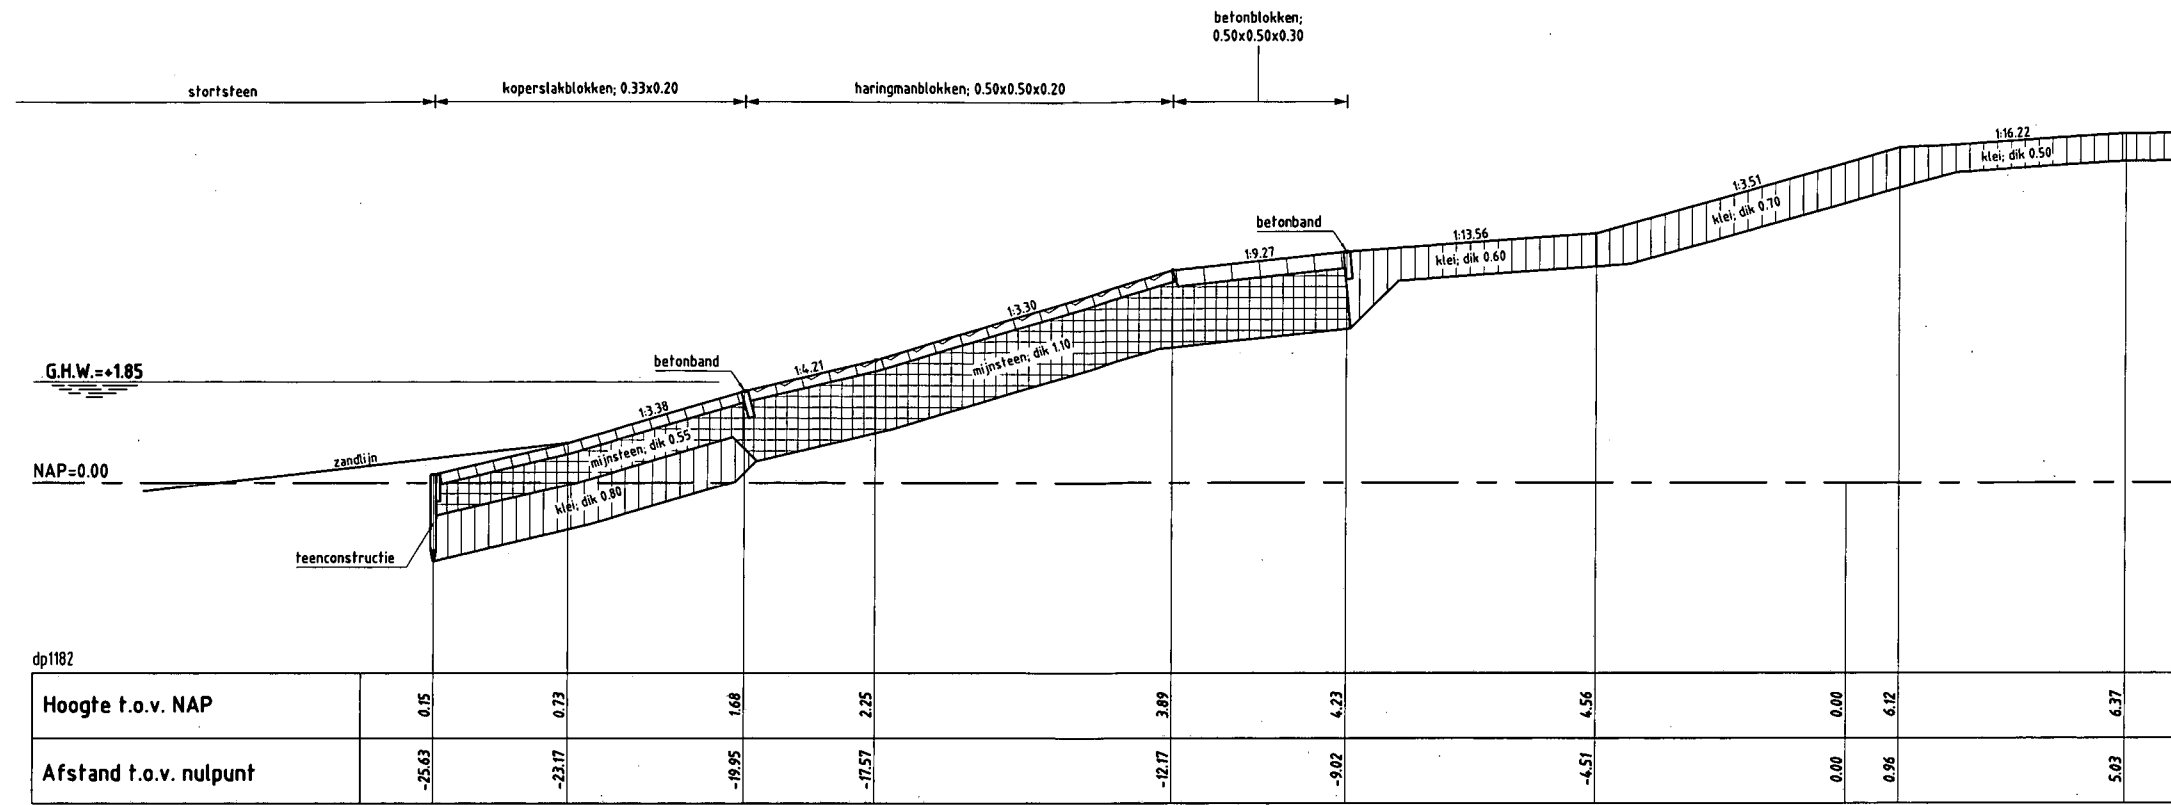 betonblokken;
0.50x0.50x0.30
stortsteen
koperslakblokken; 0.33x0.20
haringmanblokken; 0.50x0.50x0.20
1:16.22
klei; dik 0.50
1:3.51
klei; dik 0.70
betonband
1:13.56
klei; dik 0.60
1:9.27
1:3.30
mijnsteen; dik 1.10
betonband
1:4.21
G.H.W.=+1.85
1:3.38
mijnsteen; dik 0.55
zandlijn
NAP=0.00
klei; dik 0.80
teenconstructie
dp1182
Hoogte t.o.v. NAP 0.15 0.73 1.68 2.25 3.89 4.23 4.56 0.00 6.12 6.37
Afstand t.o.v. nulpunt -25.63 -23.17 -19.95 -17.57 -12.17 -9.02 -4.51 0.00 0.96 5.03